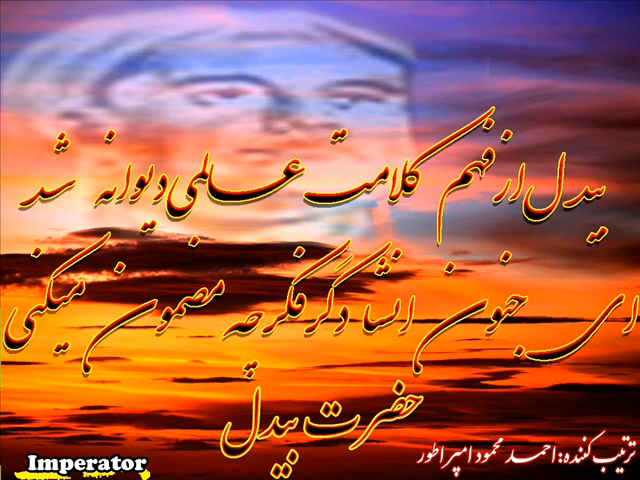 بیدل از فهم کلامت عالمی دیوانه شد
ای جنون انشا دگر فکر چه مضمون میکنی
حضرت بیدل
ترتیب کننده: احمد محمود امپراطور
Imperator